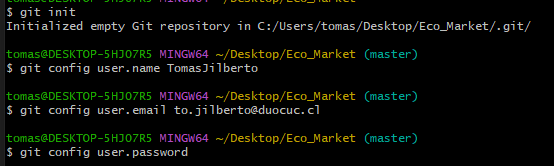 $ git init
Initialized empty Git repository in C:/Users/tomas/Desktop/Eco_Market/.git/
tomas@DESKTOP-5HJO7R5 MINGW64 ~/Desktop/Eco_Market (master)
$ git config user.name TomasJilberto
tomas@DESKTOP-5HJO7R5 MINGW64 ~/Desktop/Eco_Market (master)
$ git config user.email to.jilberto@duocuc.cl
tomas@DESKTOP-5HJO7R5 MINGW64 ~/Desktop/Eco_Market (master)
$ git config user.password